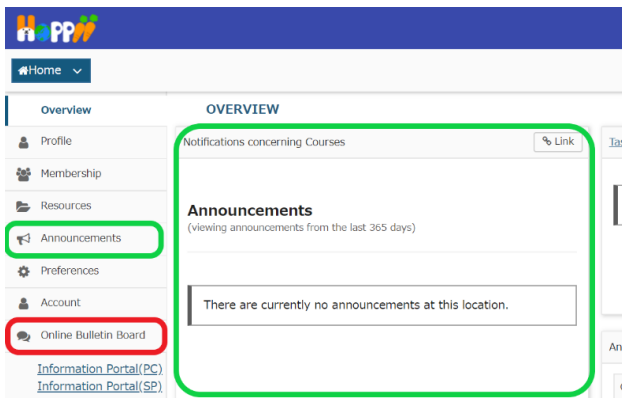 Hoppii
Home
Overview
OVERVIEW
Profile
Notifications concerning Courses
Link
Membership
Resources
Announcements
(viewing announcements from the last 365 days)
Announcements
Preferences
Account
There are currently no announcements at this location.
Online Bulletin Board
Information Portal(PC)
Information Portal(SP)